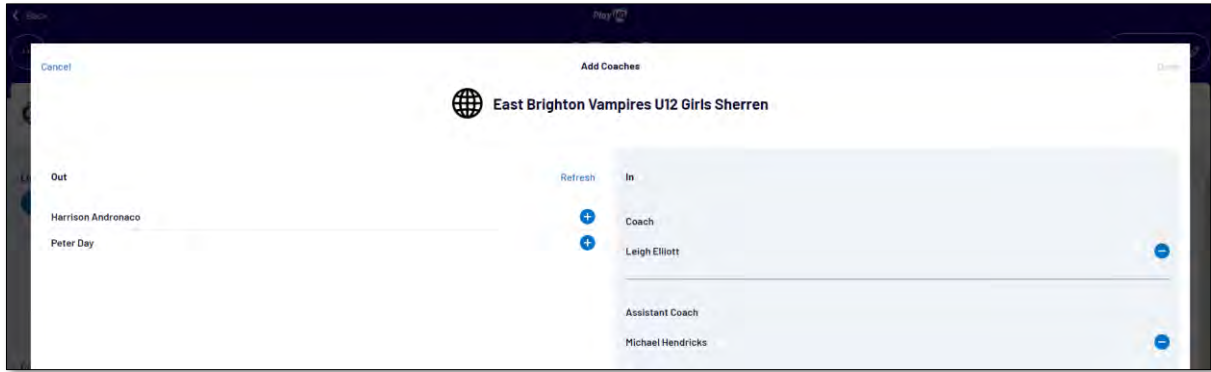 Back
Play HQ
Cancel
Add Coaches
Done
East Brighton Vampires U12 Girls Sherren
Out
Refresh
Harrison Andronaco
Peter Day
In
Coach
Leigh Elliott
Assistant Coach
Michael Hendricks